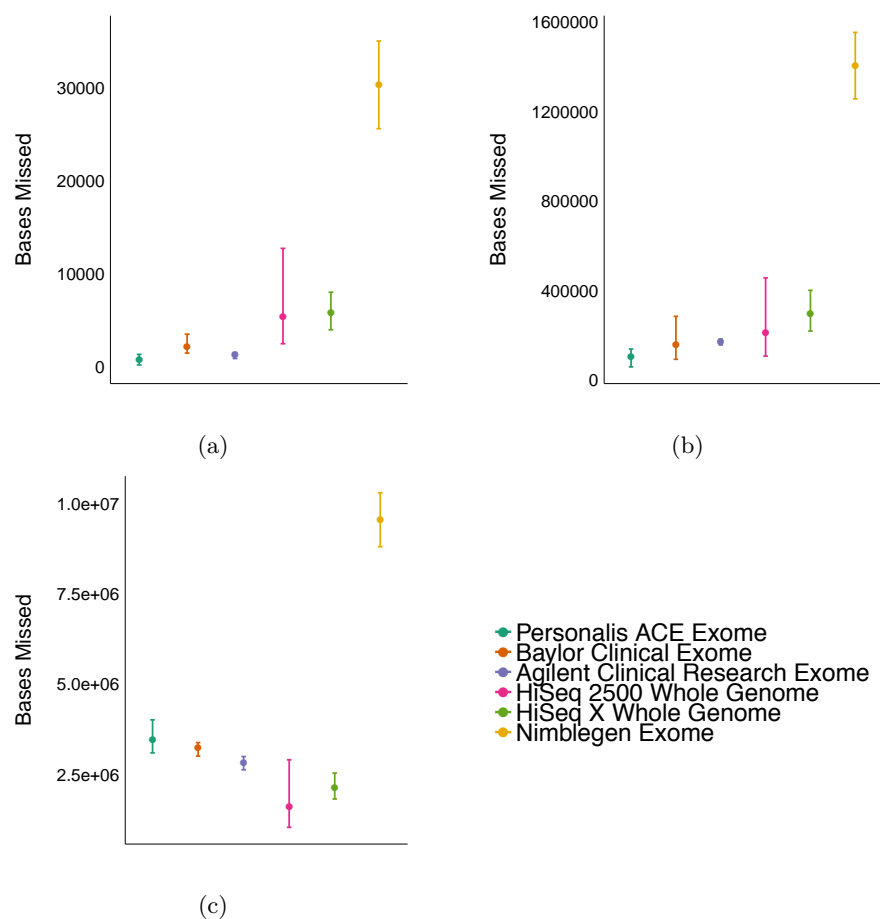 Bases Missed
30000
20000
10000
0
(a)
Bases Missed
1600000
1200000
800000
400000
0
(b)
Bases Missed
1.0e+07
7.5e+06
5.0e+06
2.5e+06
(c)
Personalis ACE Exome
Baylor Clinical Exome
Agilent Clinical Research Exome
HiSeq 2500 Whole Genome
HiSeq X Whole Genome
Nimblegen Exome